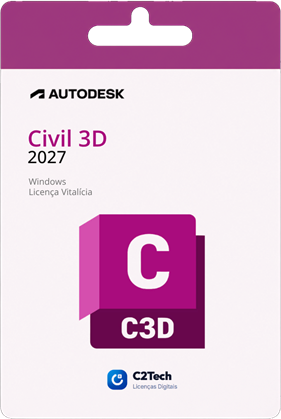 AUTODESK
Civil 3D
2027
Windows
Licença Vitalícia
C
C3D
C2Tech
Licenças Digitais